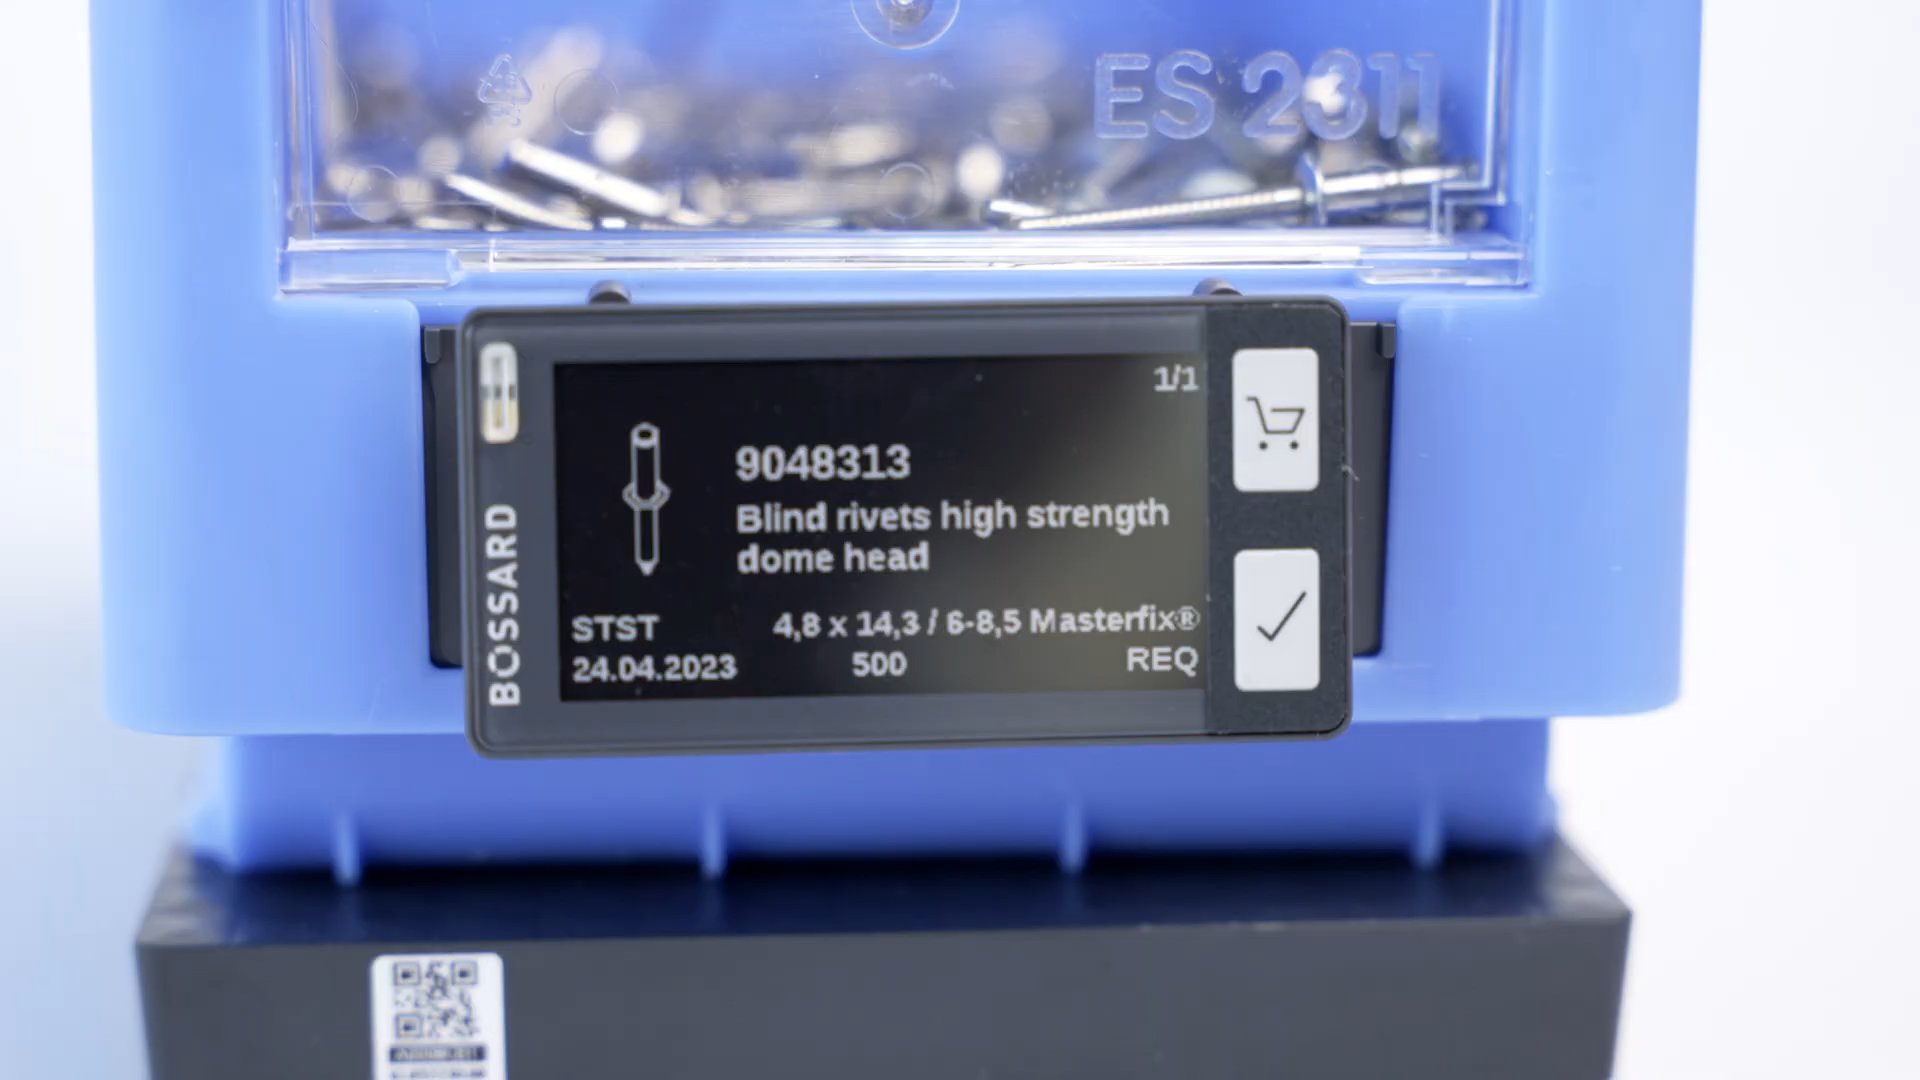 ES 2311
1/1
9048313
Blind rivets high strength
dome head
STST
4,8 x 14,3 / 6-8,5 Masterfix®
24.04.2023
500
REQ
BOSSARD